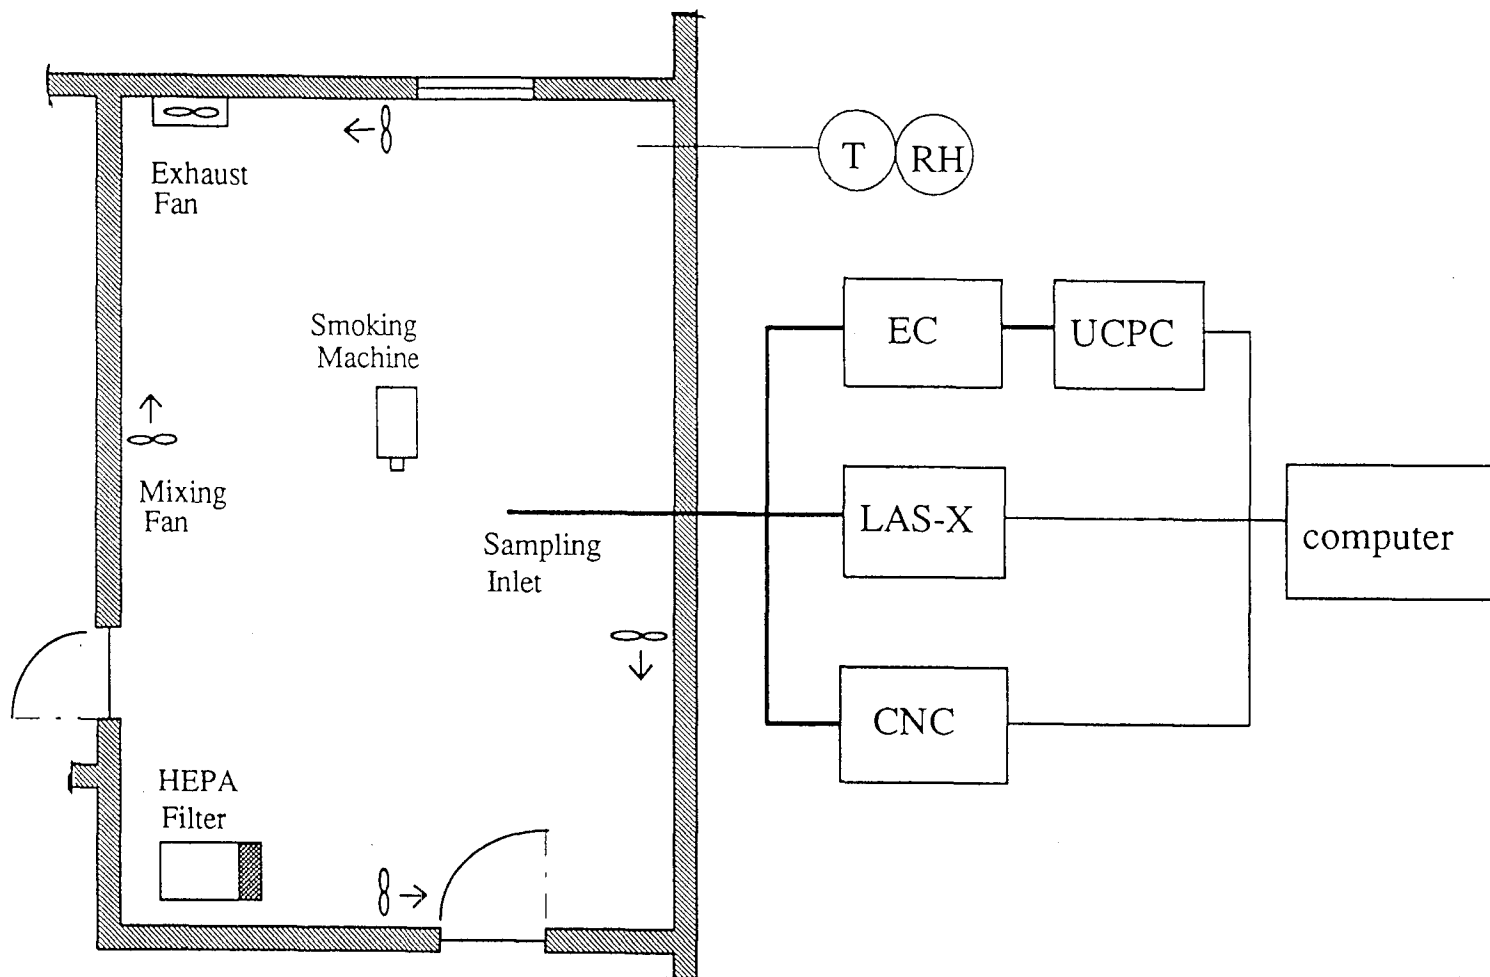 Exhaust
Fan
T
RH
Smoking
Machine
EC
UCPC
Mixing
Fan
Sampling
Inlet
LAS-X
computer
CNC
HEPA
Filter